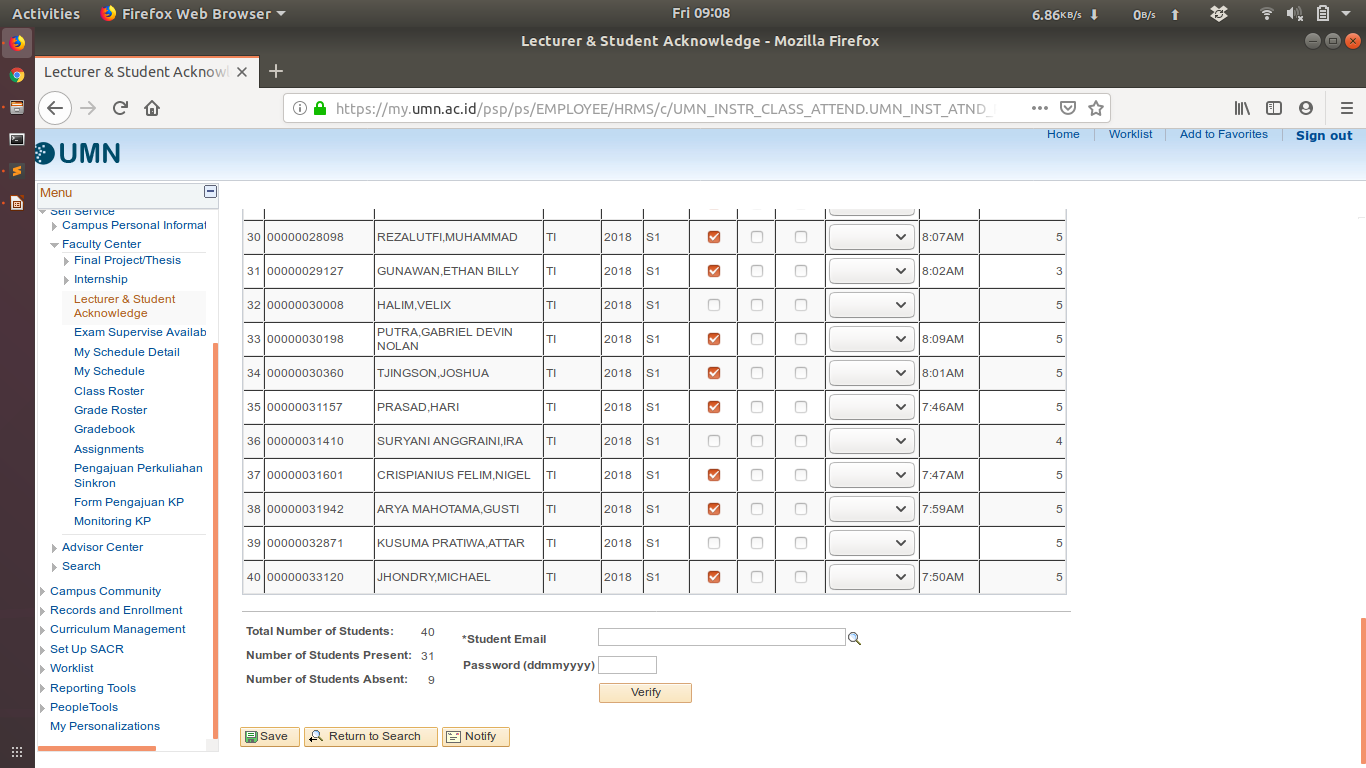 Activities Firefox Web Browser Fri 09:08 6.86KB/s 0B/s
Lecturer & Student Acknowledge - Mozilla Firefox
Lecturer & Student Acknowl
https://my.umn.ac.id/psp/ps/EMPLOYEE/HRMS/c/UMN_INSTR_CLASS_ATTEND.UMN_INST_ATND_
Home Worklist Add to Favorites Sign out
UMN
Menu
Self Service
Campus Personal Informat
Faculty Center
Final Project/Thesis
Internship
Lecturer & Student
Acknowledge
Exam Supervise Availab
My Schedule Detail
My Schedule
Class Roster
Grade Roster
Gradebook
Assignments
Pengajuan Perkuliahan
Sinkron
Form Pengajuan KP
Monitoring KP
Advisor Center
Search
Campus Community
Records and Enrollment
Curriculum Management
Set Up SACR
Worklist
Reporting Tools
PeopleTools
My Personalizations
30 00000028098 REZALUTFI,MUHAMMAD TI 2018 S1 8:07AM 5
31 00000029127 GUNAWAN,ETHAN BILLY TI 2018 S1 8:02AM 3
32 00000030008 HALIM,VELIX TI 2018 S1 5
33 00000030198 PUTRA,GABRIEL DEVIN NOLAN TI 2018 S1 8:09AM 5
34 00000030360 TJINGSON,JOSHUA TI 2018 S1 8:01AM 5
35 00000031157 PRASAD,HARI TI 2018 S1 7:46AM 5
36 00000031410 SURYANI ANGGRAINI,IRA TI 2018 S1 4
37 00000031601 CRISPIANIUS FELIM,NIGEL TI 2018 S1 7:47AM 5
38 00000031942 ARYA MAHOTAMA,GUSTI TI 2018 S1 7:59AM 5
39 00000032871 KUSUMA PRATIWA,ATTAR TI 2018 S1 5
40 00000033120 JHONDRY,MICHAEL TI 2018 S1 7:50AM 5
Total Number of Students: 40
Number of Students Present: 31
Number of Students Absent: 9
*Student Email
Password (ddmmyyyy)
Verify
Save Return to Search Notify